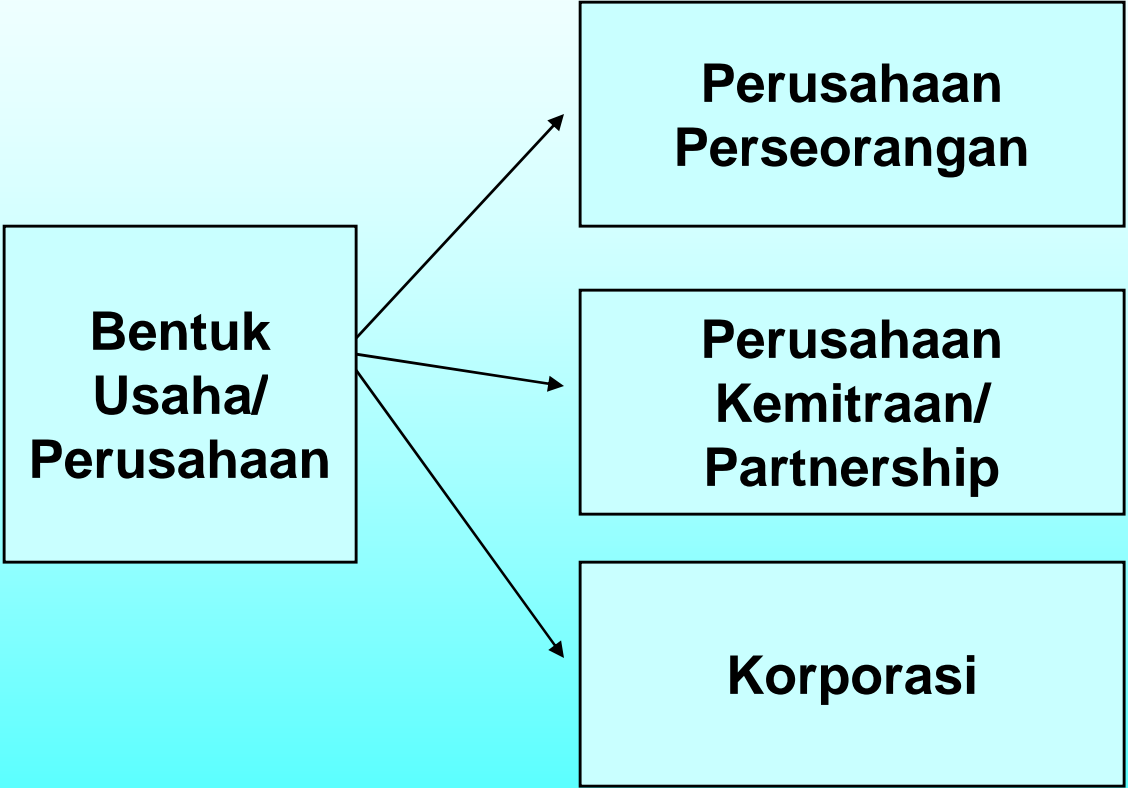 Bentuk
Usaha/
Perusahaan
Perusahaan
Perseorangan
Perusahaan
Kemitraan/
Partnership
Korporasi